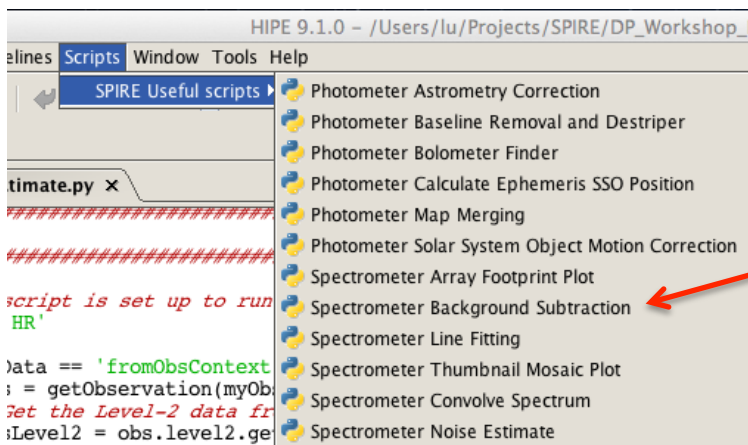 HIPE 9.1.0 – /Users/lu/Projects/SPIRE/DP_Workshop_
elines Scripts Window Tools Help
SPIRE Useful scripts
Photometer Astrometry Correction
Photometer Baseline Removal and Destriper
Photometer Bolometer Finder
Photometer Calculate Ephemeris SSO Position
Photometer Map Merging
Photometer Solar System Object Motion Correction
Spectrometer Array Footprint Plot
Spectrometer Background Subtraction
Spectrometer Line Fitting
Spectrometer Thumbnail Mosaic Plot
Spectrometer Convolve Spectrum
Spectrometer Noise Estimate
timate.py ×
##########################
##########################
script is set up to run
HR'
Data == 'fromObsContext
s = getObservation(myOb
Get the Level-2 data fr
sLevel2 = obs.level2.ge